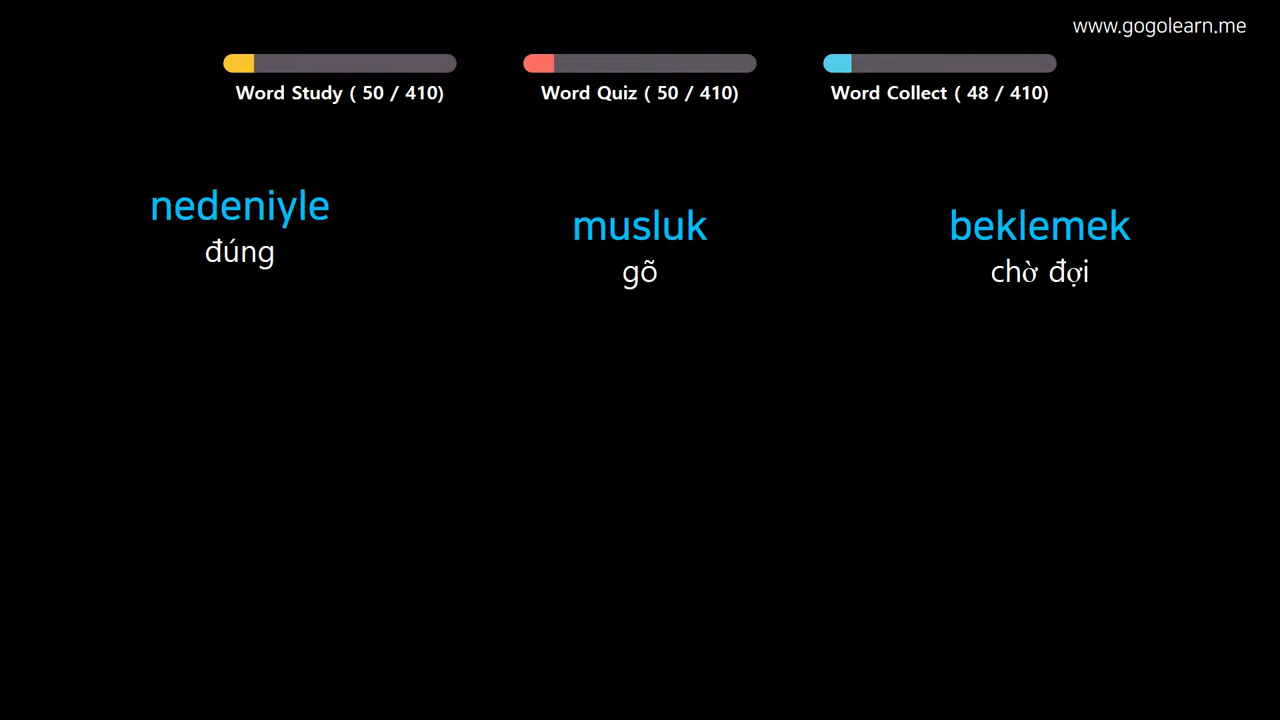 www.gogolearn.me
Word Study ( 50 / 410)
Word Quiz ( 50 / 410)
Word Collect ( 48 / 410)
nedeniyle
đúng
musluk
gõ
beklemek
chờ đợi